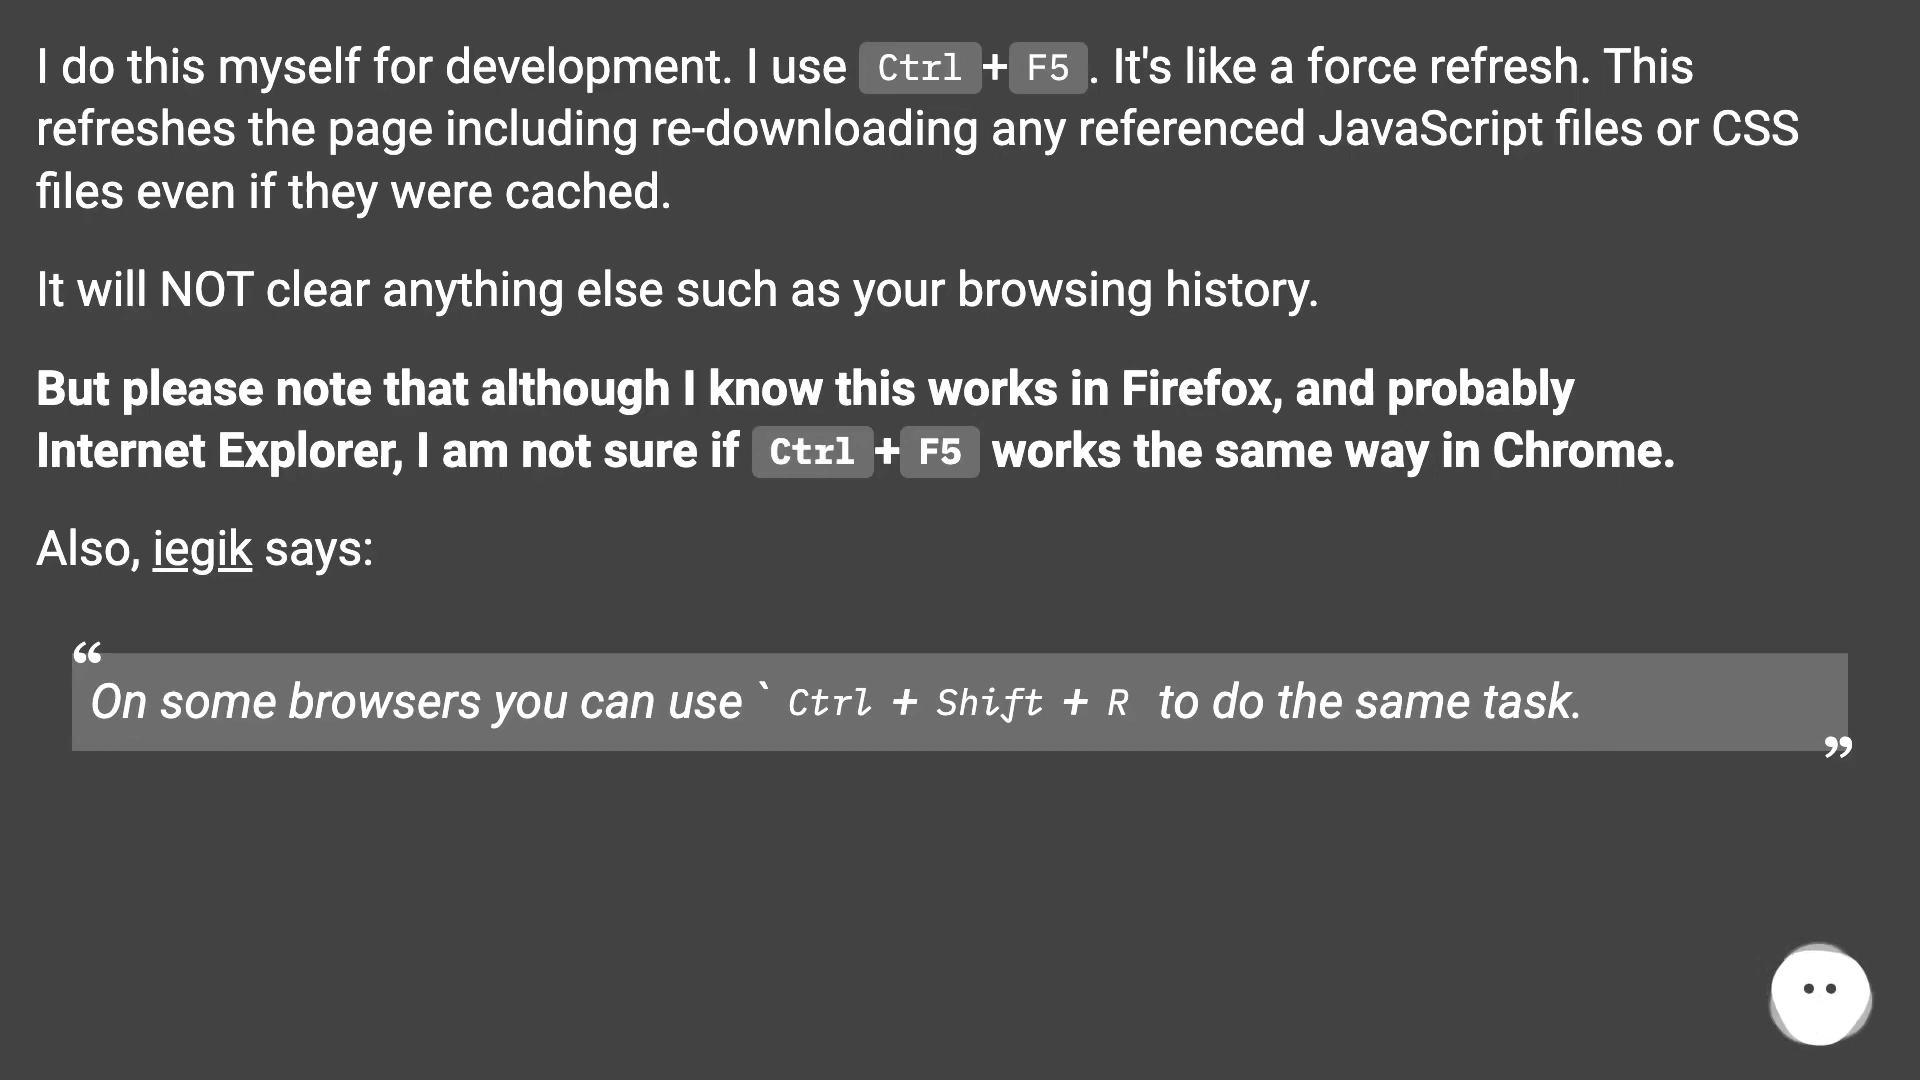 I do this myself for development. I use Ctrl+F5. It's like a force refresh. This
refreshes the page including re-downloading any referenced JavaScript files or CSS
files even if they were cached.
It will NOT clear anything else such as your browsing history.
But please note that although I know this works in Firefox, and probably
Internet Explorer, I am not sure if Ctrl+F5 works the same way in Chrome.
Also, iegik says:
“
On some browsers you can use ` Ctrl + Shift + R to do the same task.
”